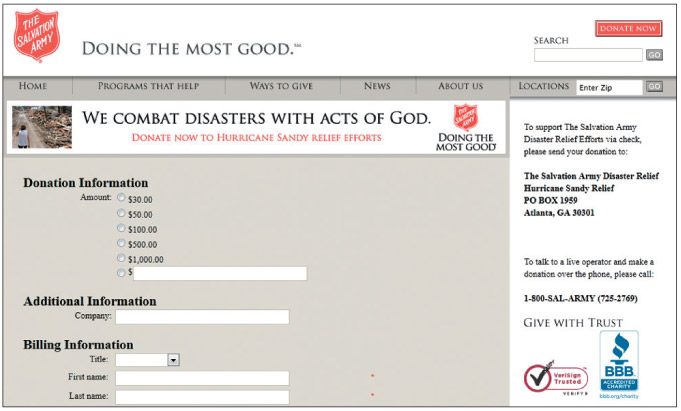 THE
SALVATION
ARMY
DOING THE MOST GOOD.℠
DONATE NOW
SEARCH
GO
HOME
PROGRAMS THAT HELP
WAYS TO GIVE
NEWS
ABOUT US
LOCATIONS
Enter Zip
GO
WE COMBAT DISASTERS WITH ACTS OF GOD.
DONATE NOW TO HURRICANE SANDY RELIEF EFFORTS
THE
SALVATION
ARMY
DOING THE
MOST GOOD
Donation Information
Amount:
$30.00
$50.00
$100.00
$500.00
$1,000.00
$
Additional Information
Company:
Billing Information
Title:
First name:
*
Last name:
*
To support The Salvation Army
Disaster Relief Efforts via check,
please send your donation to:
The Salvation Army Disaster Relief
Hurricane Sandy Relief
PO BOX 1959
Atlanta, GA 30301
To talk to a live operator and make a
donation over the phone, please call:
1-800-SAL-ARMY (725-2769)
GIVE WITH TRUST
VeriSign
Trusted
VERIFY
BBB.
ACCREDITED
CHARITY
bbb.org/charity